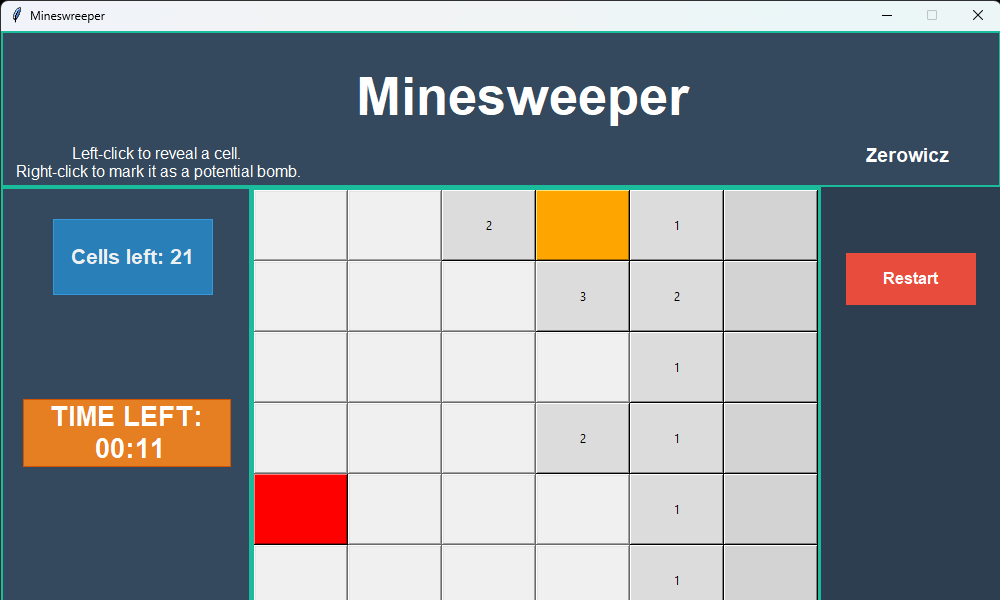 Mineswreeper
Minesweeper
Left-click to reveal a cell.
Right-click to mark it as a potential bomb.
Zerowicz
Cells left: 21
2 1
3 2
Restart
1
TIME LEFT:
00:11
2 1
1
1